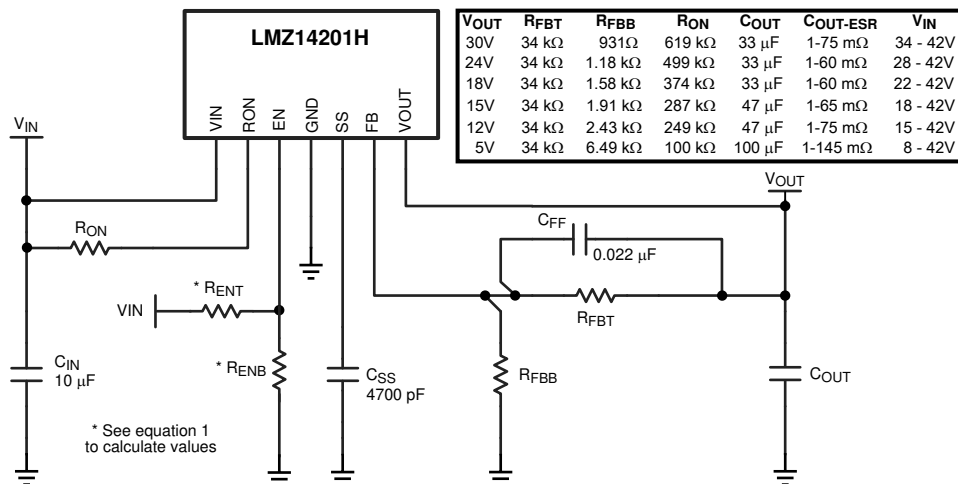 LMZ14201H
VIN
RON
EN
GND
SS
FB
VOUT
VOUT RFBT RFBB RON COUT COUT-ESR VIN
30V 34 kΩ 931Ω 619 kΩ 33 μF 1-75 mΩ 34 - 42V
24V 34 kΩ 1.18 kΩ 499 kΩ 33 μF 1-60 mΩ 28 - 42V
18V 34 kΩ 1.58 kΩ 374 kΩ 33 μF 1-60 mΩ 22 - 42V
15V 34 kΩ 1.91 kΩ 287 kΩ 47 μF 1-65 mΩ 18 - 42V
12V 34 kΩ 2.43 kΩ 249 kΩ 47 μF 1-75 mΩ 15 - 42V
5V 34 kΩ 6.49 kΩ 100 kΩ 100 μF 1-145 mΩ 8 - 42V
VIN
VOUT
RON
CFF
0.022 μF
* RENT
VIN
RFBT
CIN
10 μF
* RENB
CSS
4700 pF
RFBB
COUT
* See equation 1
to calculate values